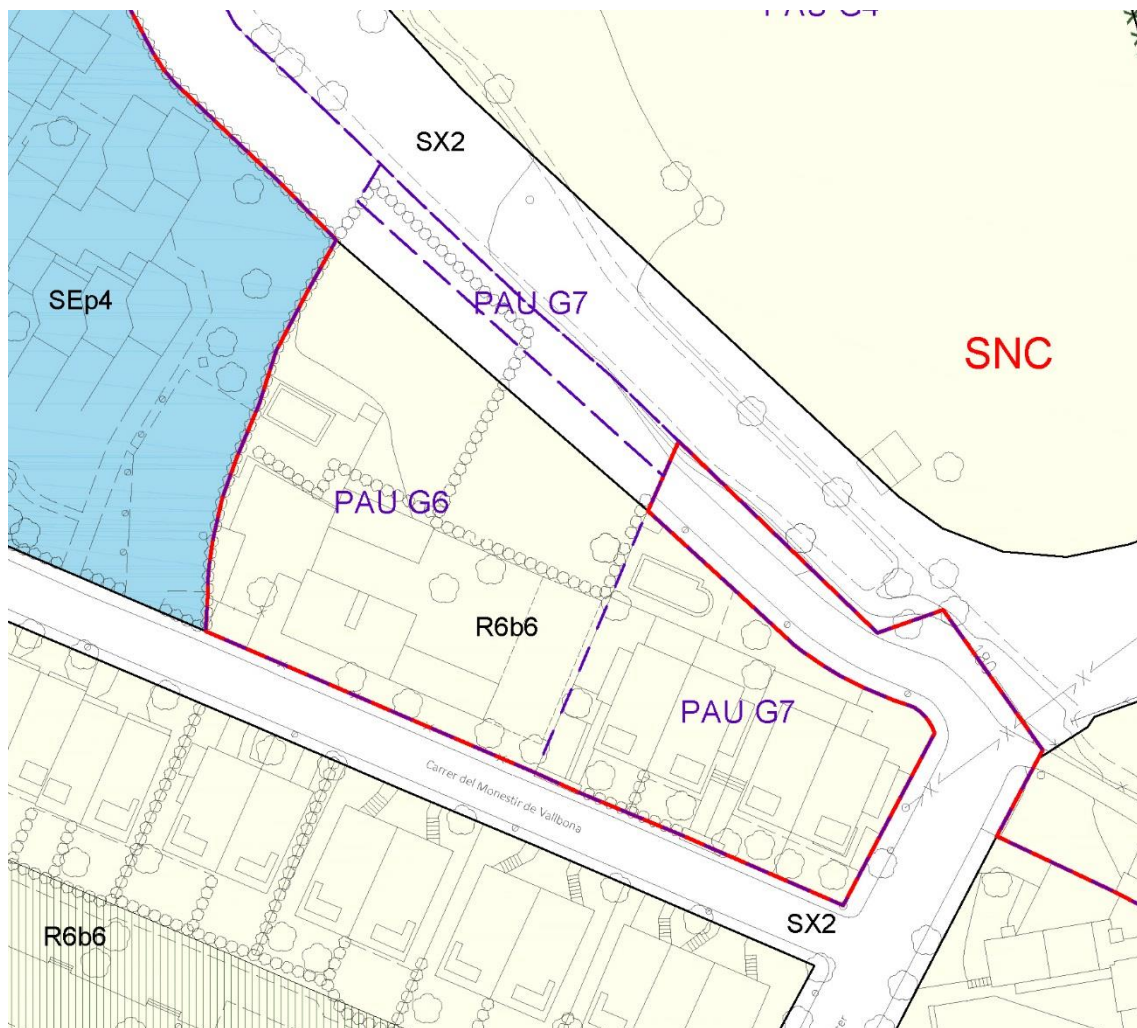 PAU G4
SX2
SEp4
PAU G7
SNC
PAU G6
R6b6
PAU G7
190
Carrer del Monestir de Vallbona
SX2
R6b6